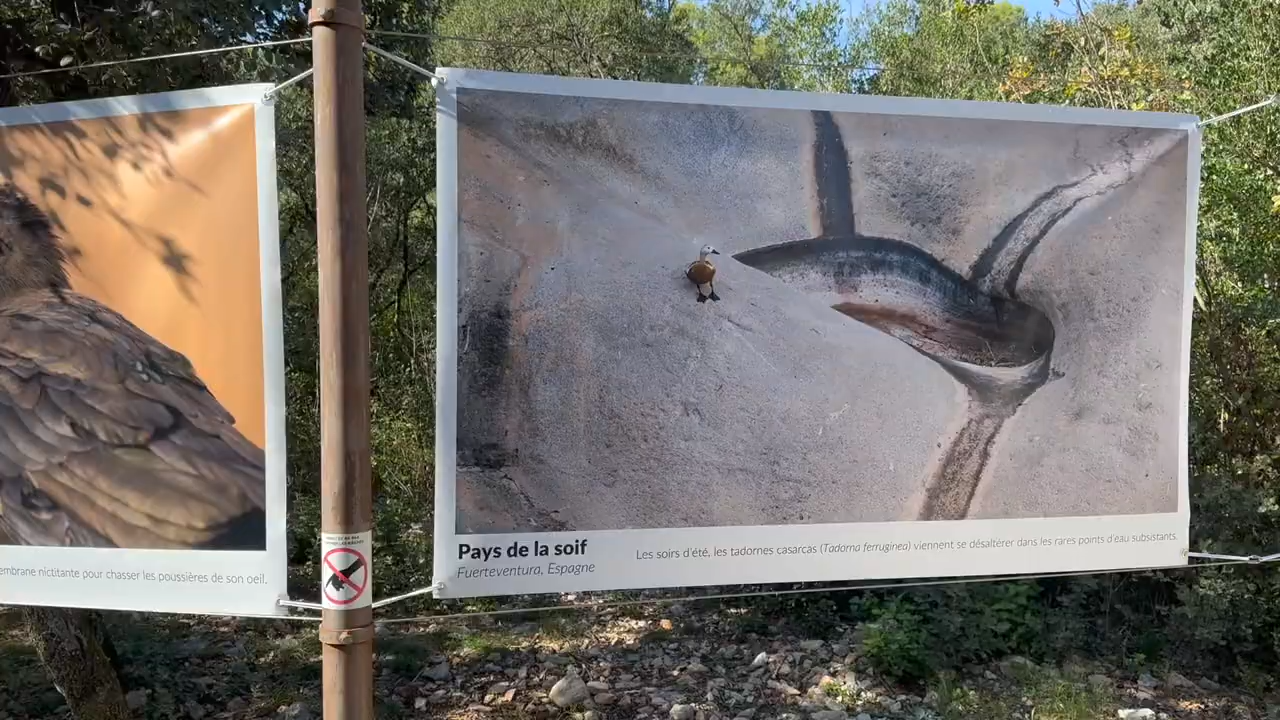 embrane nictitante pour chasser les poussières de son oeil.
Pays de la soif
Fuerteventura, Espagne
Les soirs d'été, les tadornes casarcas (Tadorna ferruginea) viennent se désaltérer dans les rares points d'eau subsistants.